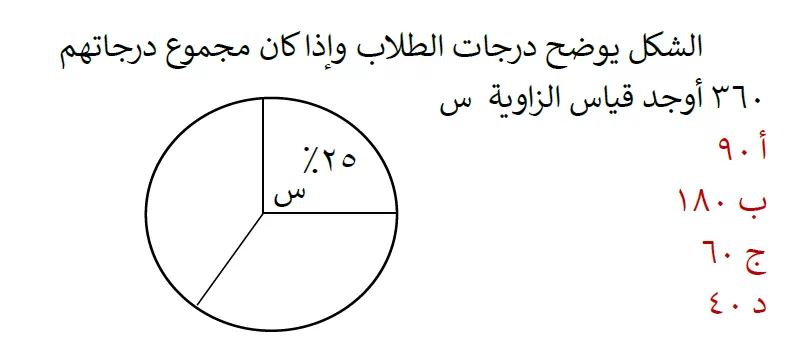 الشكل يوضح درجات الطلاب وإذا كان مجموع درجاتهم
٣٦٠ أوجد قياس الزاوية س
٢٥٪
س
أ ٩٠
ب ١٨٠
ج ٦٠
د ٤٠